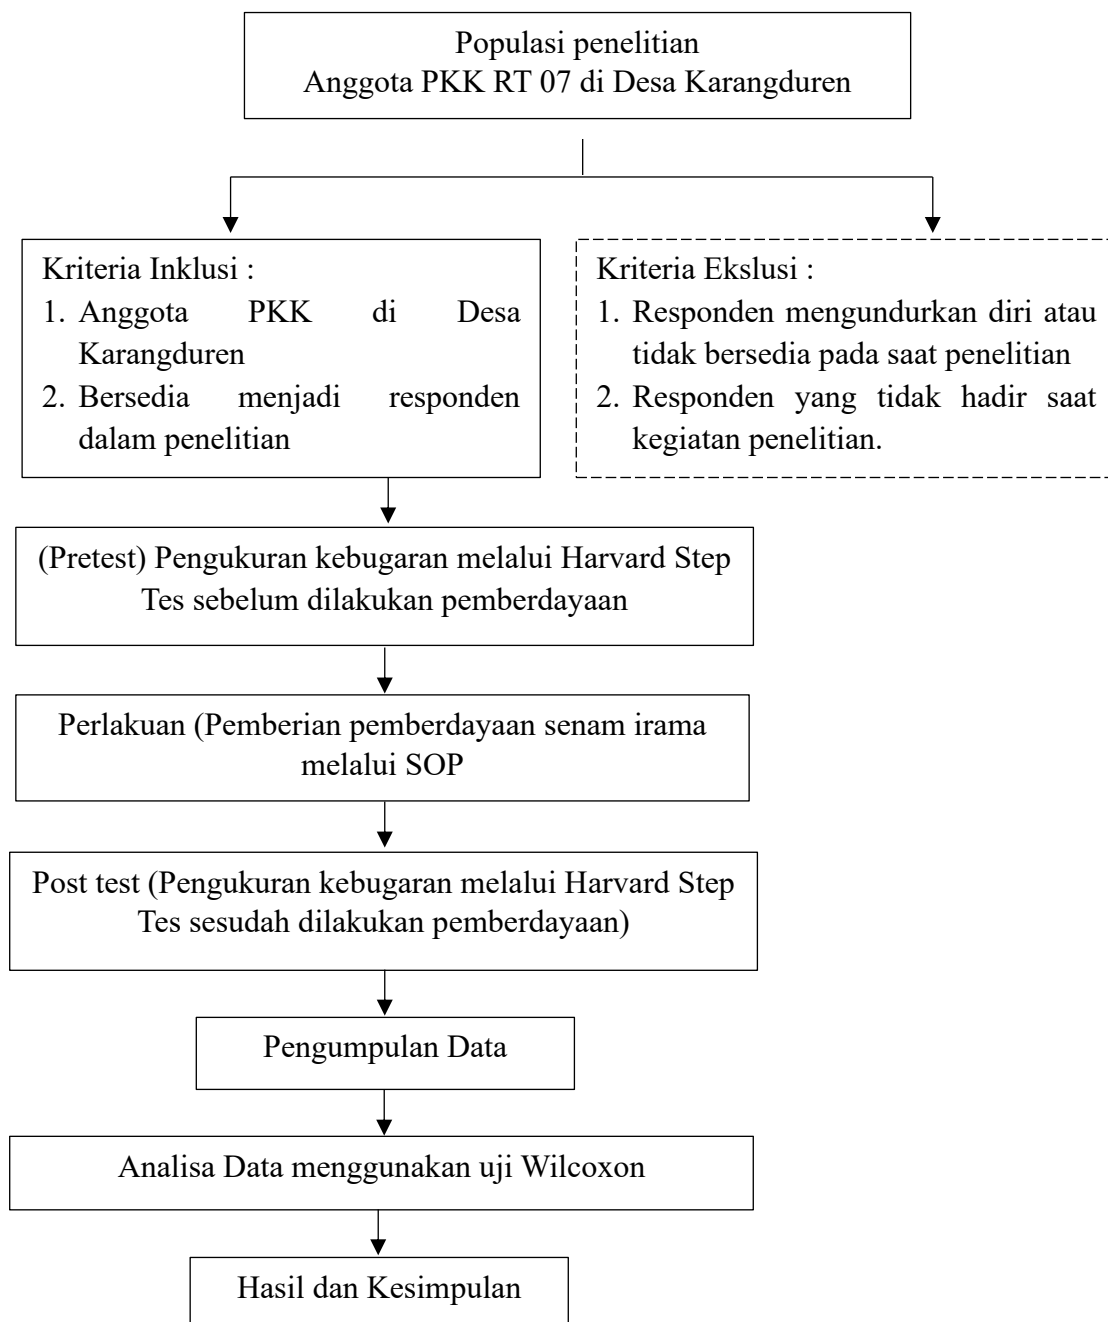 Populasi penelitian
Anggota PKK RT 07 di Desa Karangduren
Kriteria Inklusi :
1. Anggota PKK di Desa
Karangduren
2. Bersedia menjadi responden
dalam penelitian
Kriteria Ekslusi :
1. Responden mengundurkan diri atau
tidak bersedia pada saat penelitian
2. Responden yang tidak hadir saat
kegiatan penelitian.
(Pretest) Pengukuran kebugaran melalui Harvard Step
Tes sebelum dilakukan pemberdayaan
Perlakuan (Pemberian pemberdayaan senam irama
melalui SOP
Post test (Pengukuran kebugaran melalui Harvard Step
Tes sesudah dilakukan pemberdayaan)
Pengumpulan Data
Analisa Data menggunakan uji Wilcoxon
Hasil dan Kesimpulan